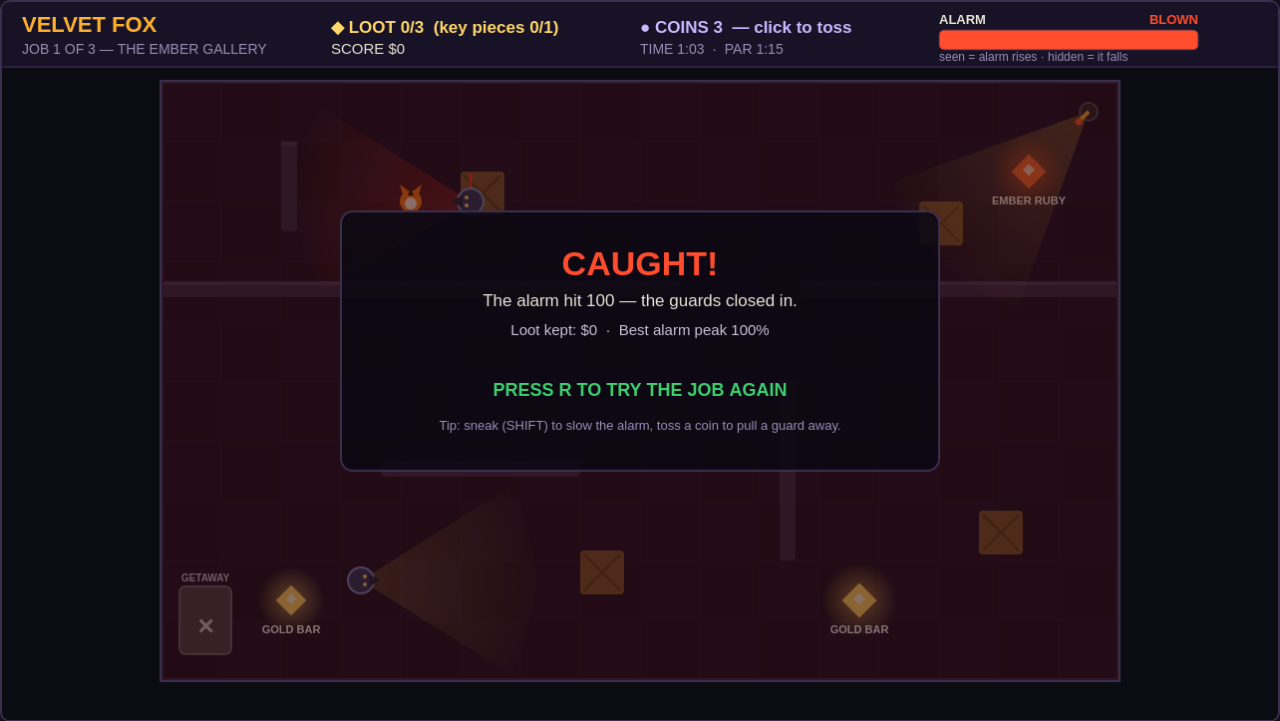 VELVET FOX
JOB 1 OF 3 — THE EMBER GALLERY
◆ LOOT 0/3 (key pieces 0/1)
SCORE $0
● COINS 3 — click to toss
TIME 1:03 · PAR 1:15
ALARM BLOWN
seen = alarm rises · hidden = it falls
EMBER RUBY
CAUGHT!
The alarm hit 100 — the guards closed in.
Loot kept: $0 · Best alarm peak 100%
PRESS R TO TRY THE JOB AGAIN
Tip: sneak (SHIFT) to slow the alarm, toss a coin to pull a guard away.
GETAWAY
GOLD BAR
GOLD BAR